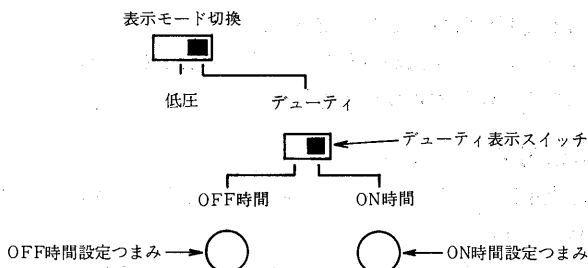 表示モード切換
低圧 デューティ
デューティ表示スイッチ
OFF時間 ON時間
OFF時間設定つまみ ON時間設定つまみ